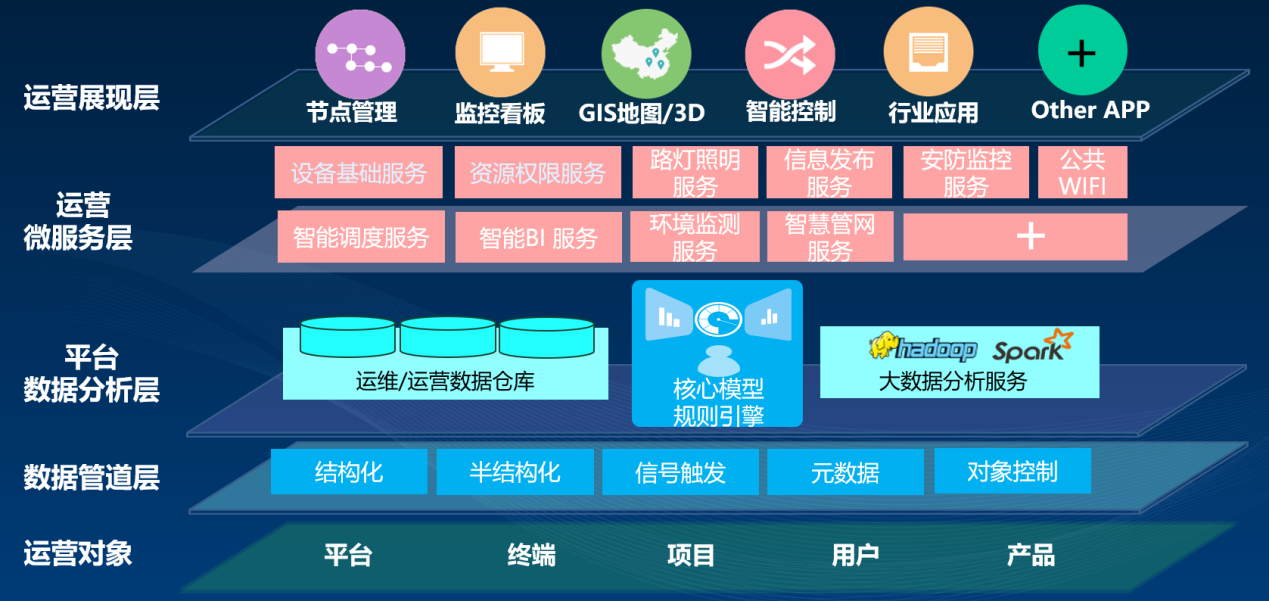 运营展现层
节点管理
监控看板
GIS地图/3D
智能控制
行业应用
Other APP
运营
微服务层
设备基础服务
资源权限服务
路灯照明
服务
信息发布
服务
安防监控
服务
公共
WIFI
智能调度服务
智能BI 服务
环境监测
服务
智慧管网
服务
平台
数据分析层
运维/运营数据仓库
核心模型
规则引擎
hadoop
Spark
大数据分析服务
数据管道层
结构化
半结构化
信号触发
元数据
对象控制
运营对象
平台
终端
项目
用户
产品